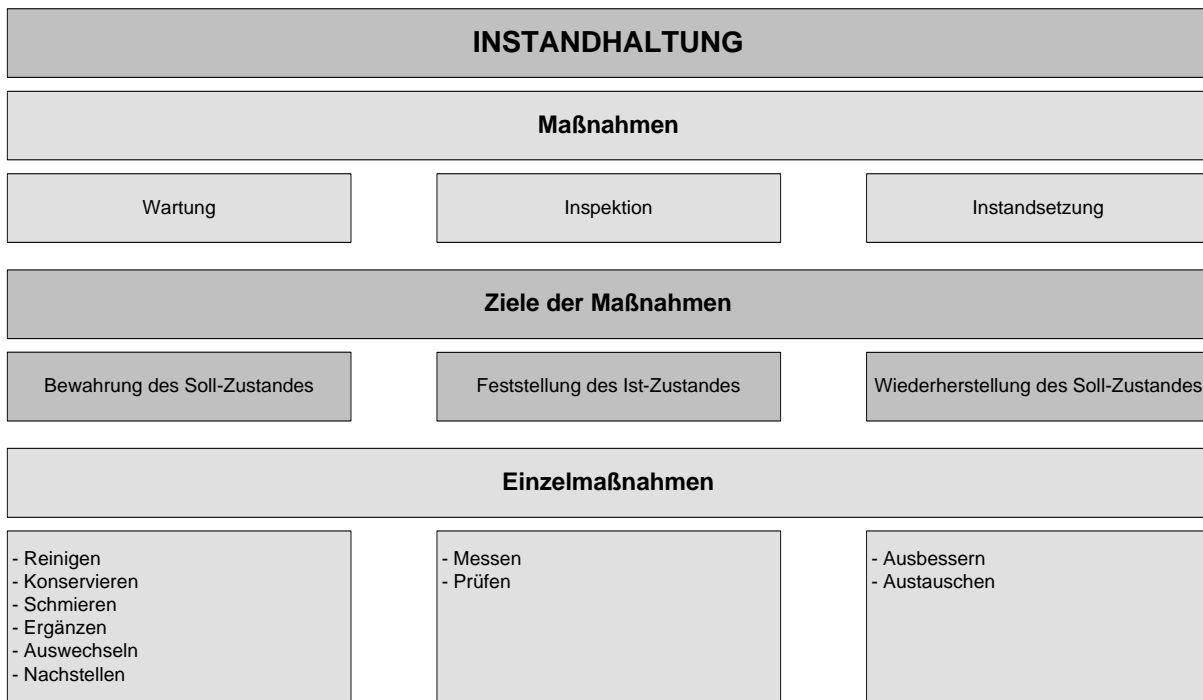 INSTANDHALTUNG
Maßnahmen
Wartung
Inspektion
Instandsetzung
Ziele der Maßnahmen
Bewahrung des Soll-Zustandes
Feststellung des Ist-Zustandes
Wiederherstellung des Soll-Zustandes
Einzelmaßnahmen
- Reinigen
- Konservieren
- Schmieren
- Ergänzen
- Auswechseln
- Nachstellen
- Messen
- Prüfen
- Ausbessern
- Austauschen